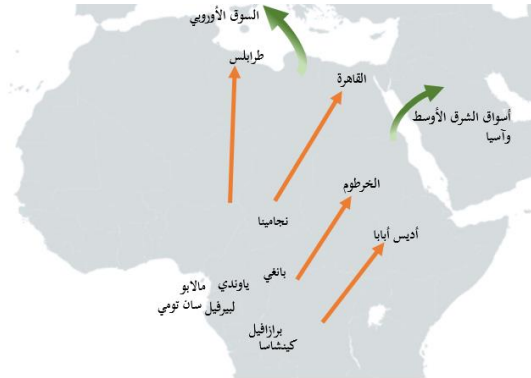 السوق الأوروبي
طرابلس
القاهرة
أسواق الشرق الأوسط
وآسيا
الخرطوم
نجامينا
أديس أبابا
بانغي
ياوندي
مالابو
سان تومي
لبيرفيل
برازافيل
كينشاسا